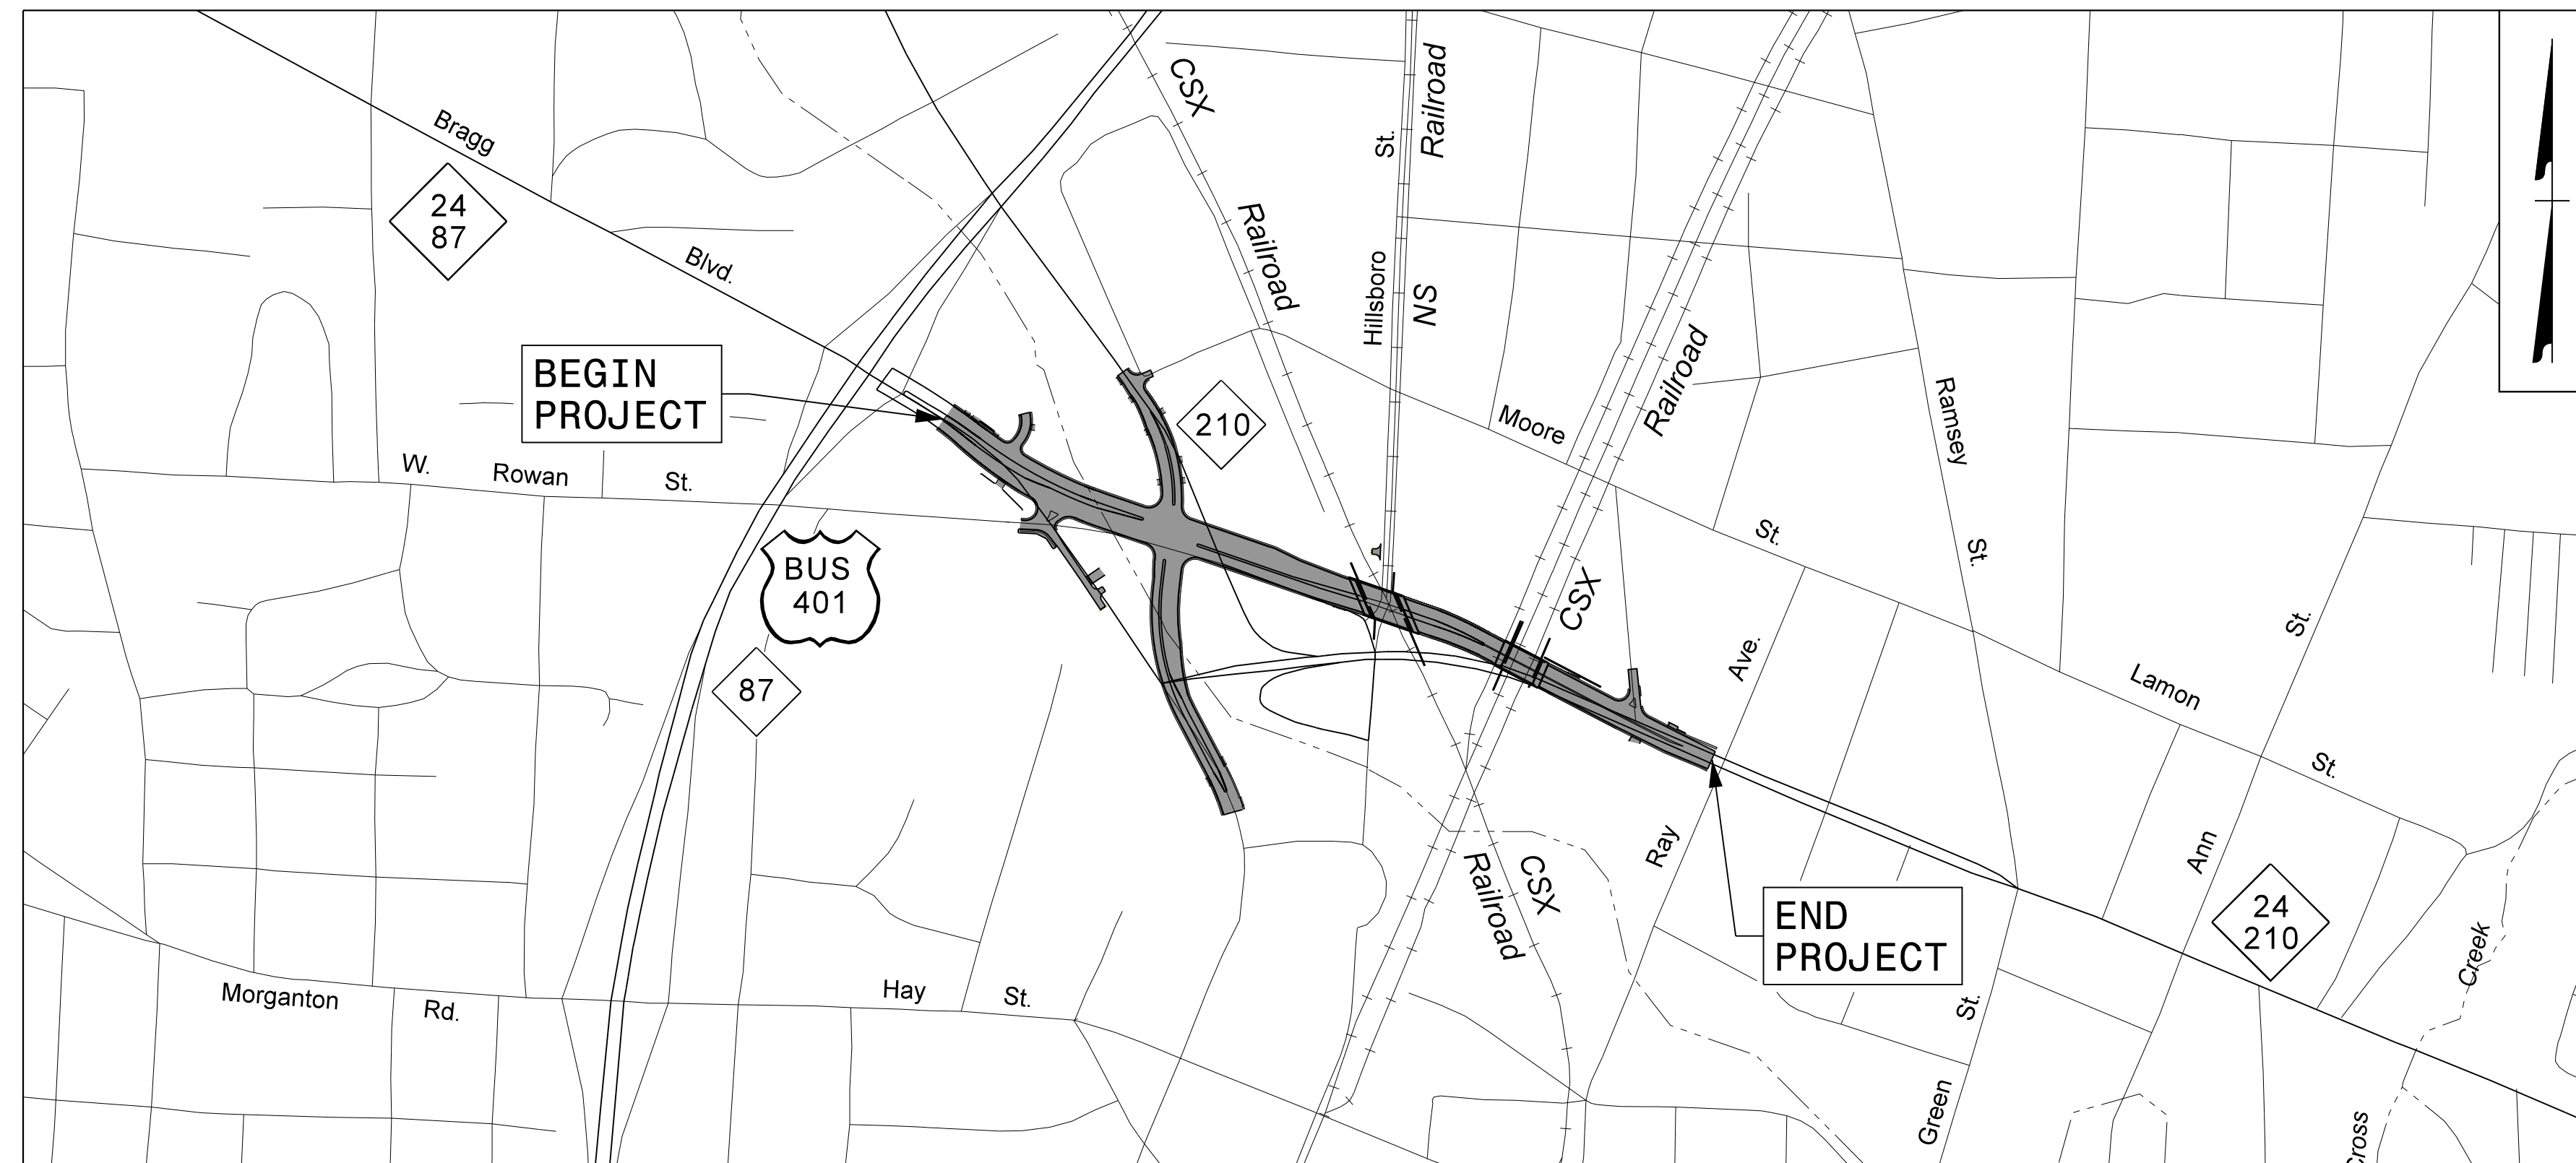 CSX
Railroad
St.
Railroad
Bragg
24
87
Blvd.
Hillsboro
NS
BEGIN
PROJECT
210
Moore
Railroad
Ramsey
W. Rowan St.
St.
St.
BUS
401
CSX
87
Ave.
St.
Lamon
St.
Ray
Railroad
CSX
Ann
END
PROJECT
24
210
Creek
Morganton Rd.
Hay St.
St.
Green
Cross